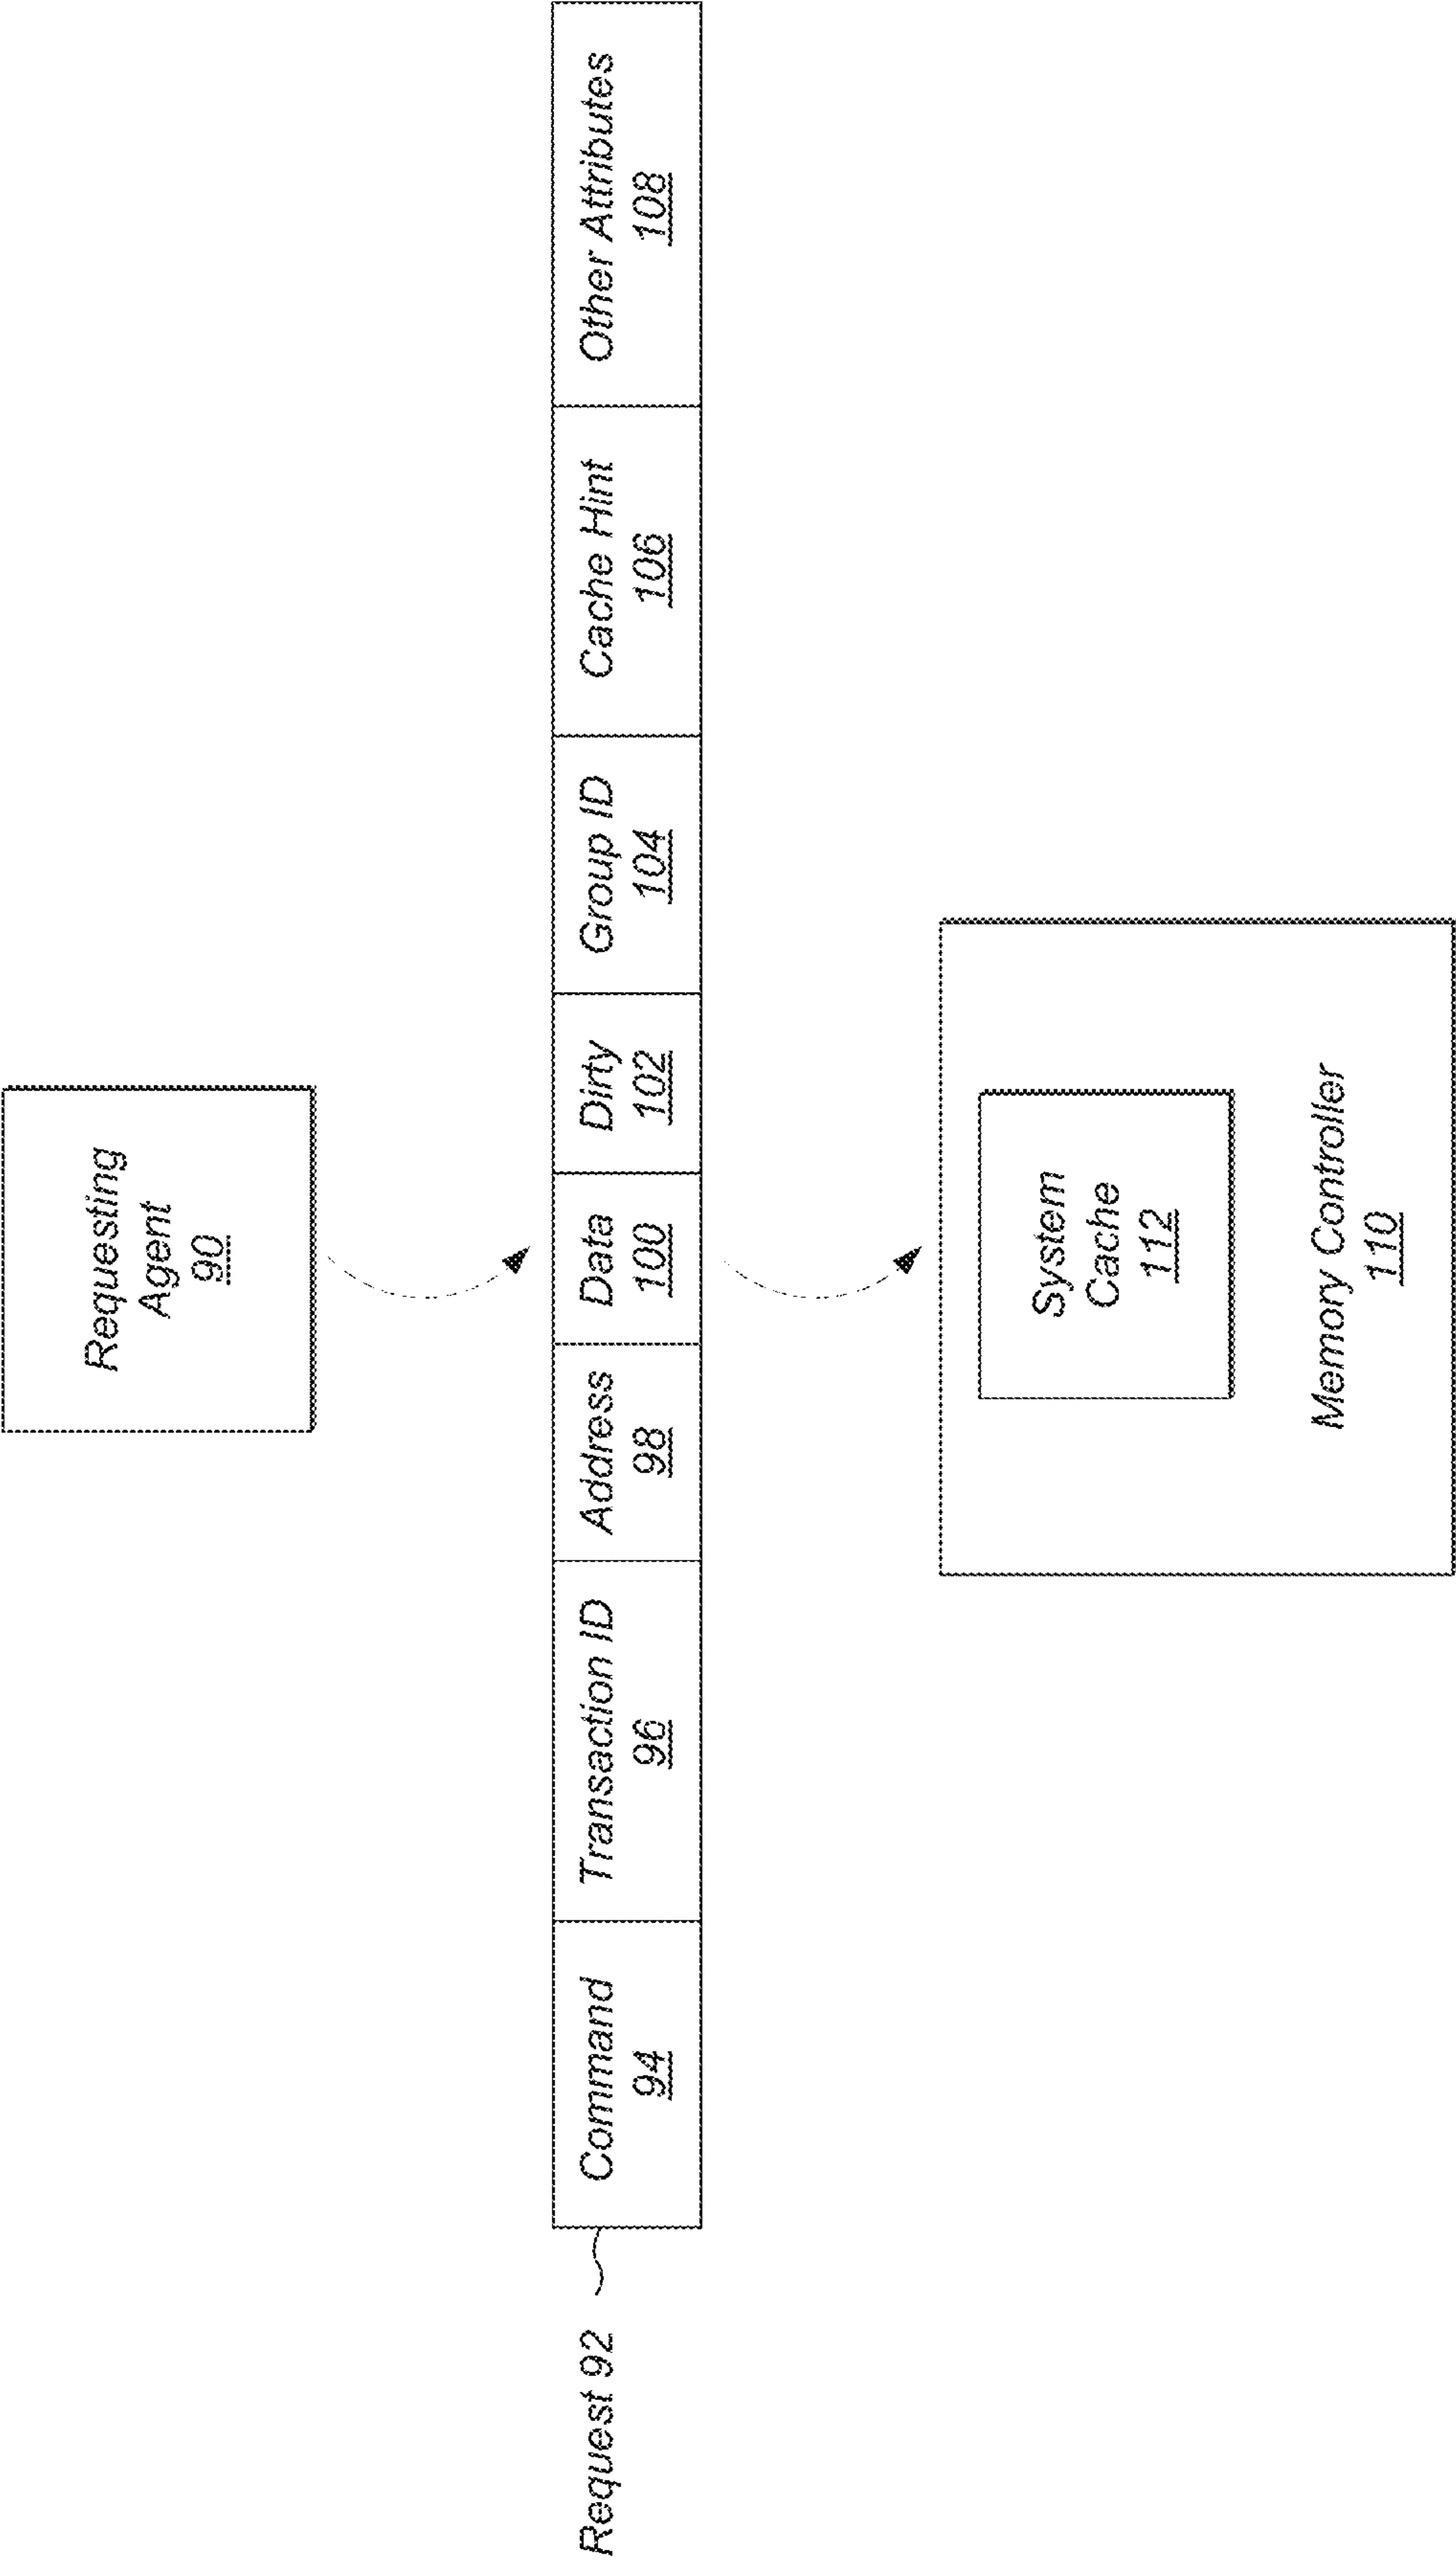 Requesting
Agent
90
Request 92
Command
94
Transaction ID
96
Address
98
Data
100
Dirty
102
Group ID
104
Cache Hint
106
Other Attributes
108
System
Cache
112
Memory Controller
110